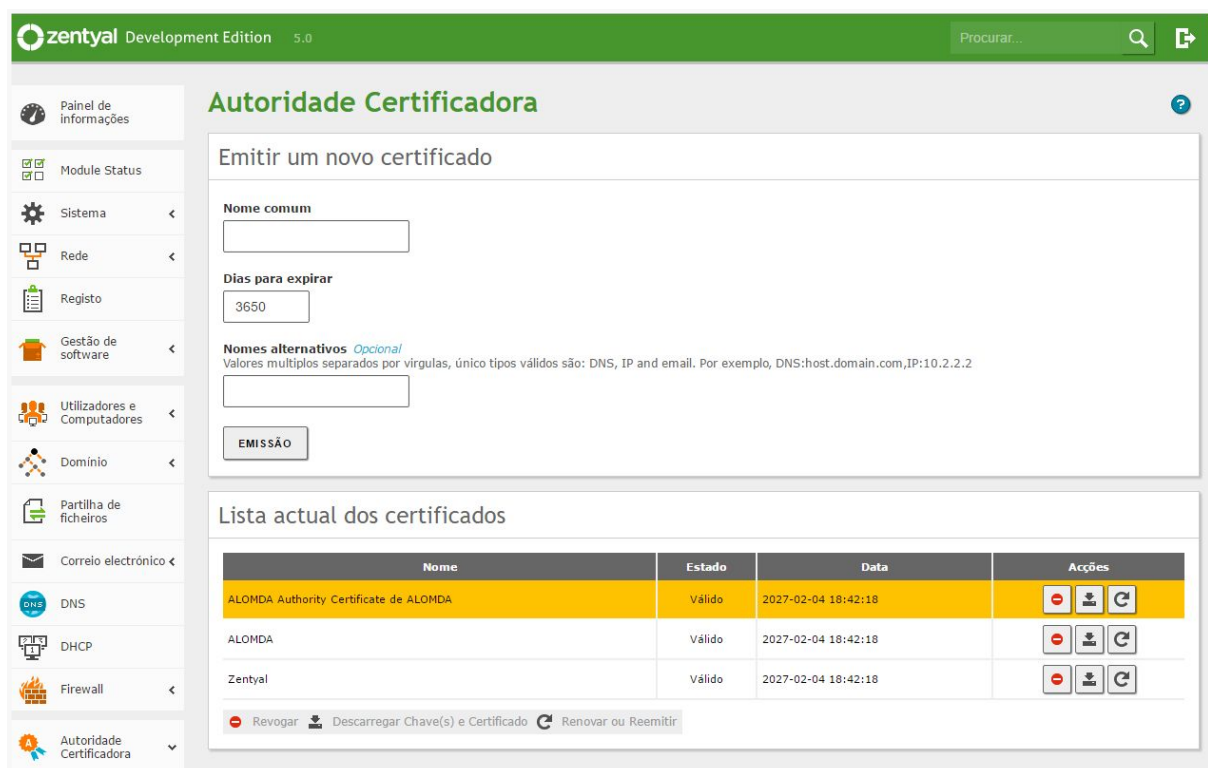 zentyal Development Edition 5.0
Procurar...
Painel de
informações
Module Status
Sistema
Rede
Registo
Gestão de
software
Utilizadores e
Computadores
Domínio
Partilha de
ficheiros
Correio electrónico
DNS
DNS
DHCP
Firewall
A
Autoridade
Certificadora
Autoridade Certificadora
?
Emitir um novo certificado
Nome comum
Dias para expirar
3650
Nomes alternativos Opcional
Valores multiplos separados por virgulas, único tipos válidos são: DNS, IP and email. Por exemplo, DNS:host.domain.com,IP:10.2.2.2
EMISSÃO
Lista actual dos certificados
Nome Estado Data Acções
ALOMDA Authority Certificate de ALOMDA Válido 2027-02-04 18:42:18
ALOMDA Válido 2027-02-04 18:42:18
Zentyal Válido 2027-02-04 18:42:18
Revogar Descarregar Chave(s) e Certificado Renovar ou Reemitir